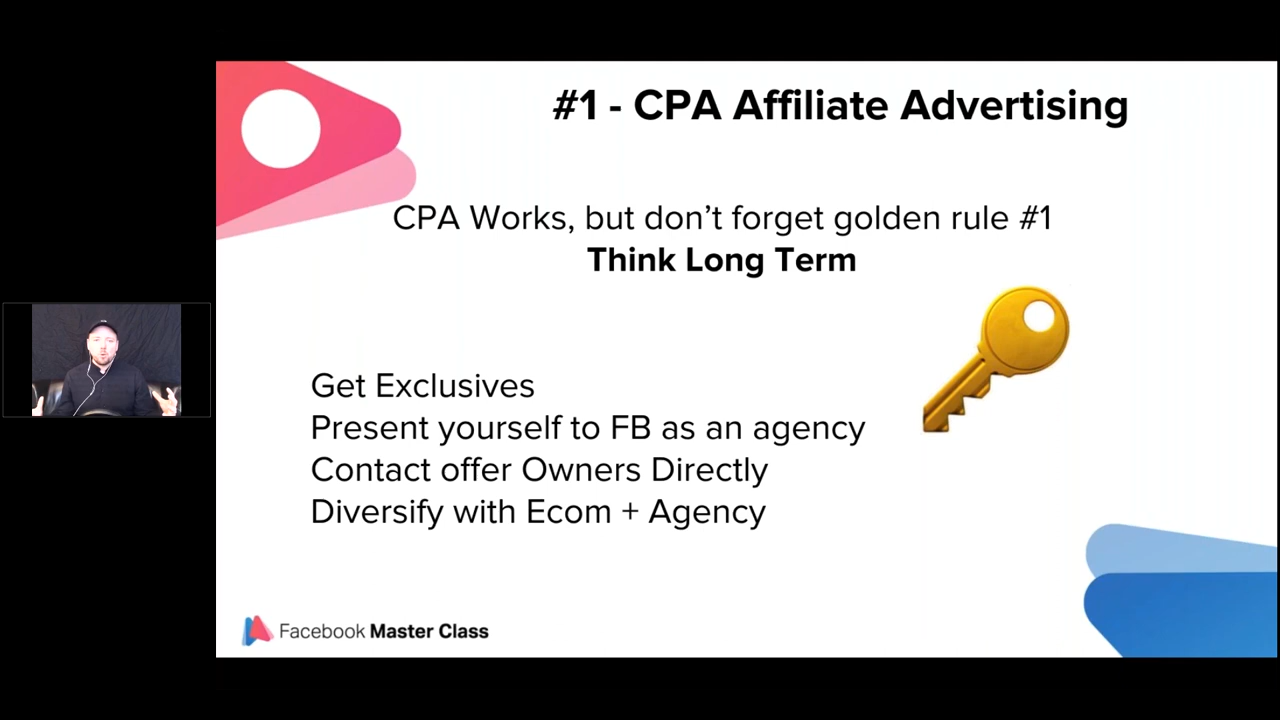 #1 - CPA Affiliate Advertising
CPA Works, but don’t forget golden rule #1
Think Long Term
Get Exclusives
Present yourself to FB as an agency
Contact offer Owners Directly
Diversify with Ecom + Agency
Facebook Master Class